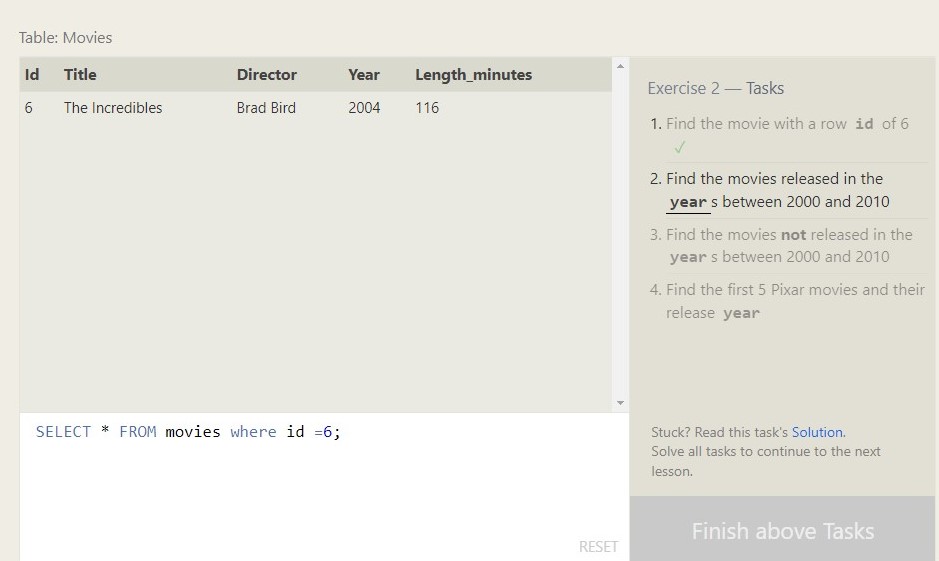 Table: Movies
Id Title Director Year Length_minutes
6 The Incredibles Brad Bird 2004 116
Exercise 2 — Tasks
1. Find the movie with a row id of 6
✓
2. Find the movies released in the
year s between 2000 and 2010
3. Find the movies not released in the
year s between 2000 and 2010
4. Find the first 5 Pixar movies and their
release year
SELECT * FROM movies where id =6;
RESET
Stuck? Read this task's Solution.
Solve all tasks to continue to the next
lesson.
Finish above Tasks